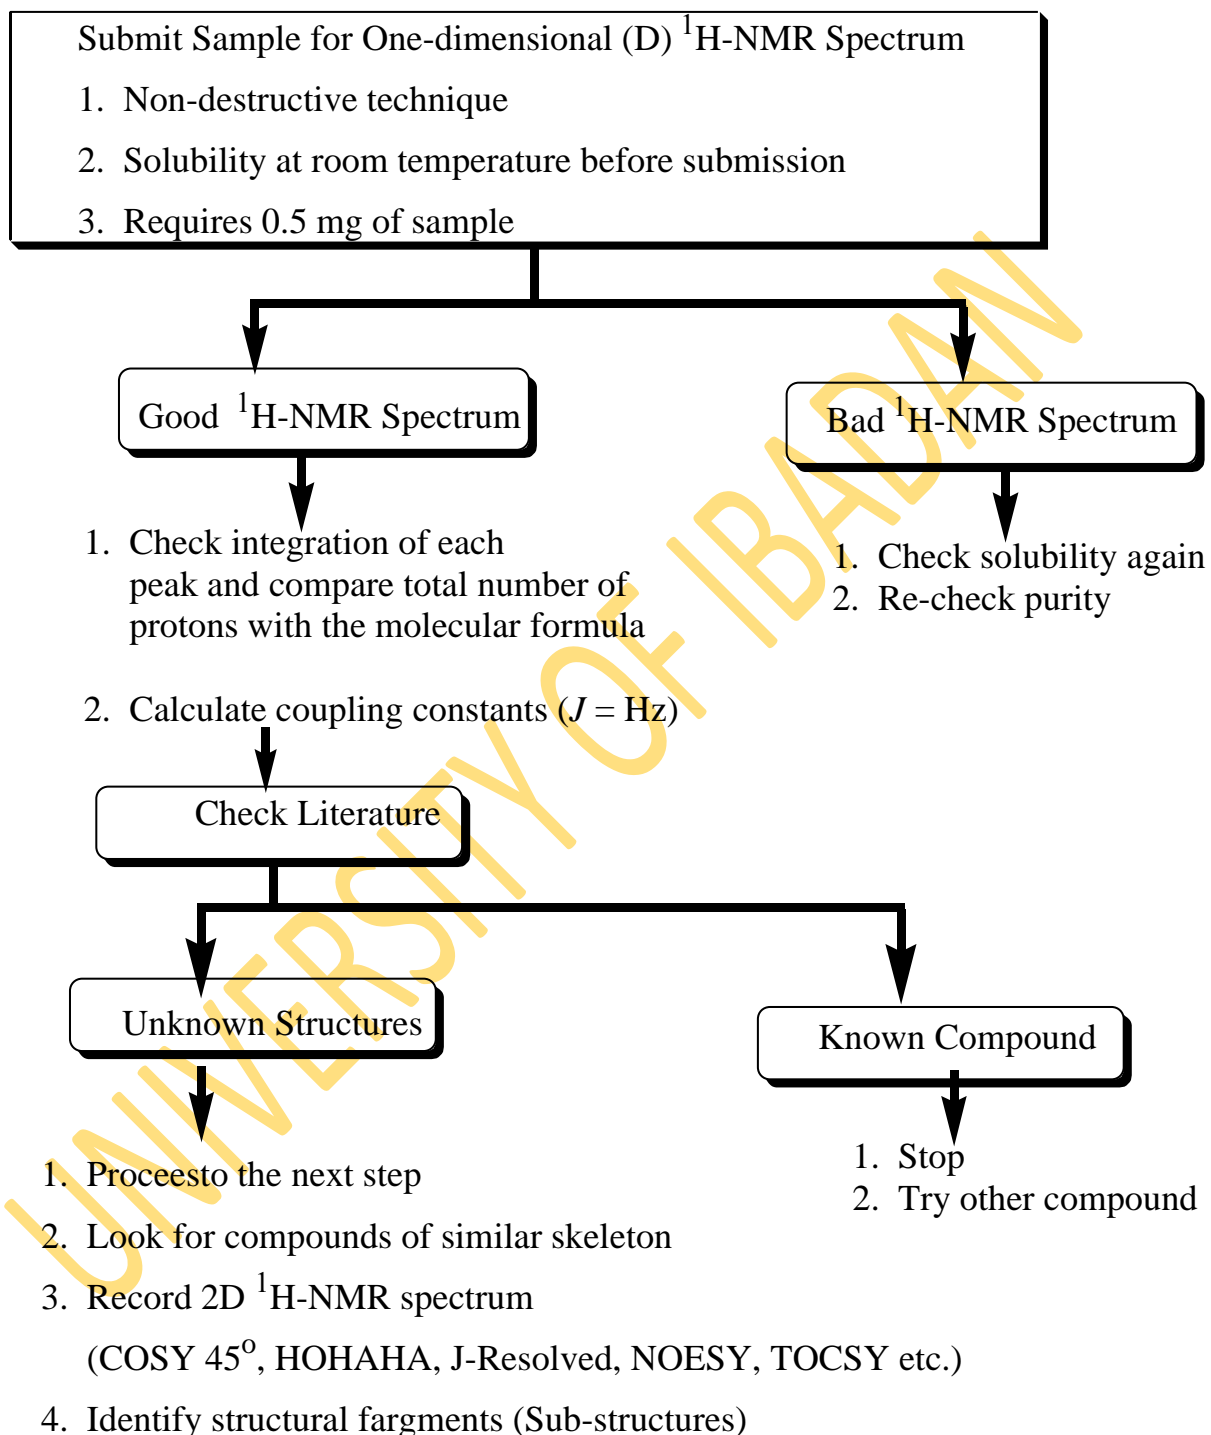 Submit Sample for One-dimensional (D) ¹H-NMR Spectrum
1. Non-destructive technique
2. Solubility at room temperature before submission
3. Requires 0.5 mg of sample
Good ¹H-NMR Spectrum
Bad ¹H-NMR Spectrum
1. Check integration of each
peak and compare total number of
protons with the molecular formula
2. Calculate coupling constants (J = Hz)
1. Check solubility again
2. Re-check purity
Check Literature
Unknown Structures
Known Compound
1. Proceesto the next step
2. Look for compounds of similar skeleton
3. Record 2D ¹H-NMR spectrum
(COSY 45°, HOHAHA, J-Resolved, NOESY, TOCSY etc.)
4. Identify structural fargments (Sub-structures)
1. Stop
2. Try other compound
UNIVERSITY OF IBADAN